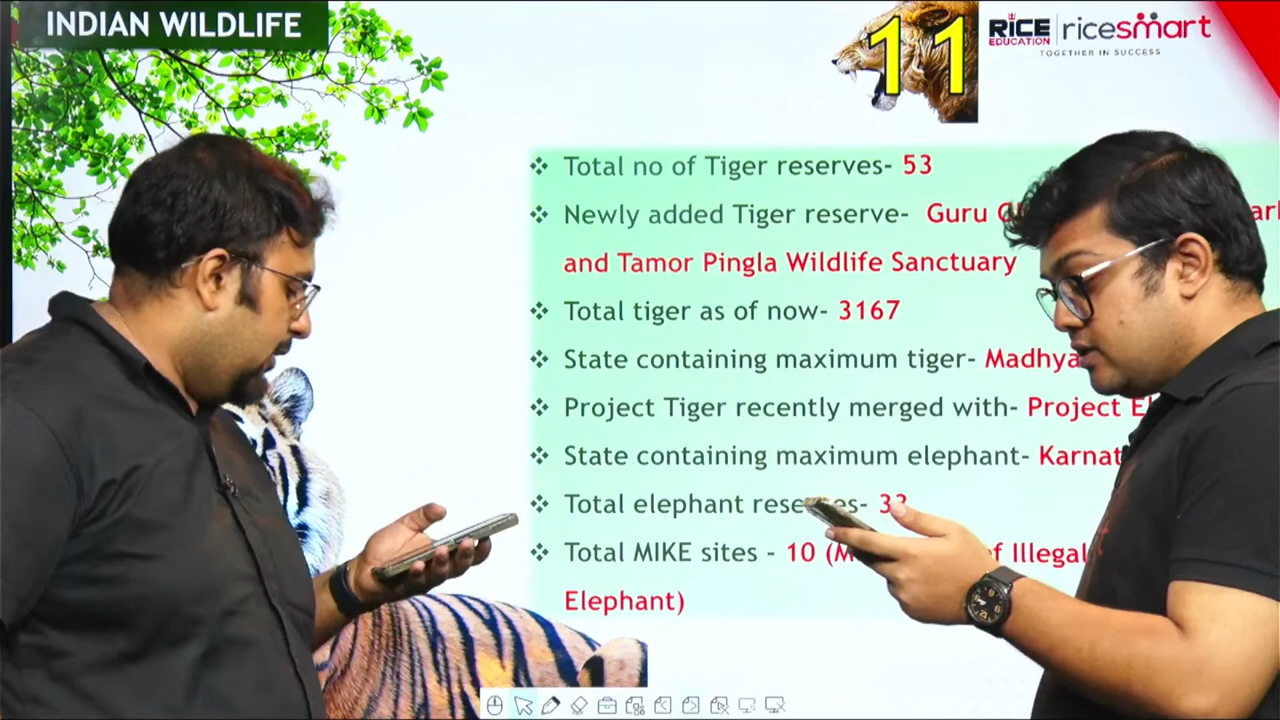 INDIAN WILDLIFE
11
RICE EDUCATION ricesmart
TOGETHER IN SUCCESS
Total no of Tiger reserves- 53
Newly added Tiger reserve- Guru
and Tamor Pingla Wildlife Sanctuary
Total tiger as of now- 3167
State containing maximum tiger- Madhya
Project Tiger recently merged with- Project
State containing maximum elephant-
Total elephant 33
Total MIKE sites - 10 Illegal
Elephant)